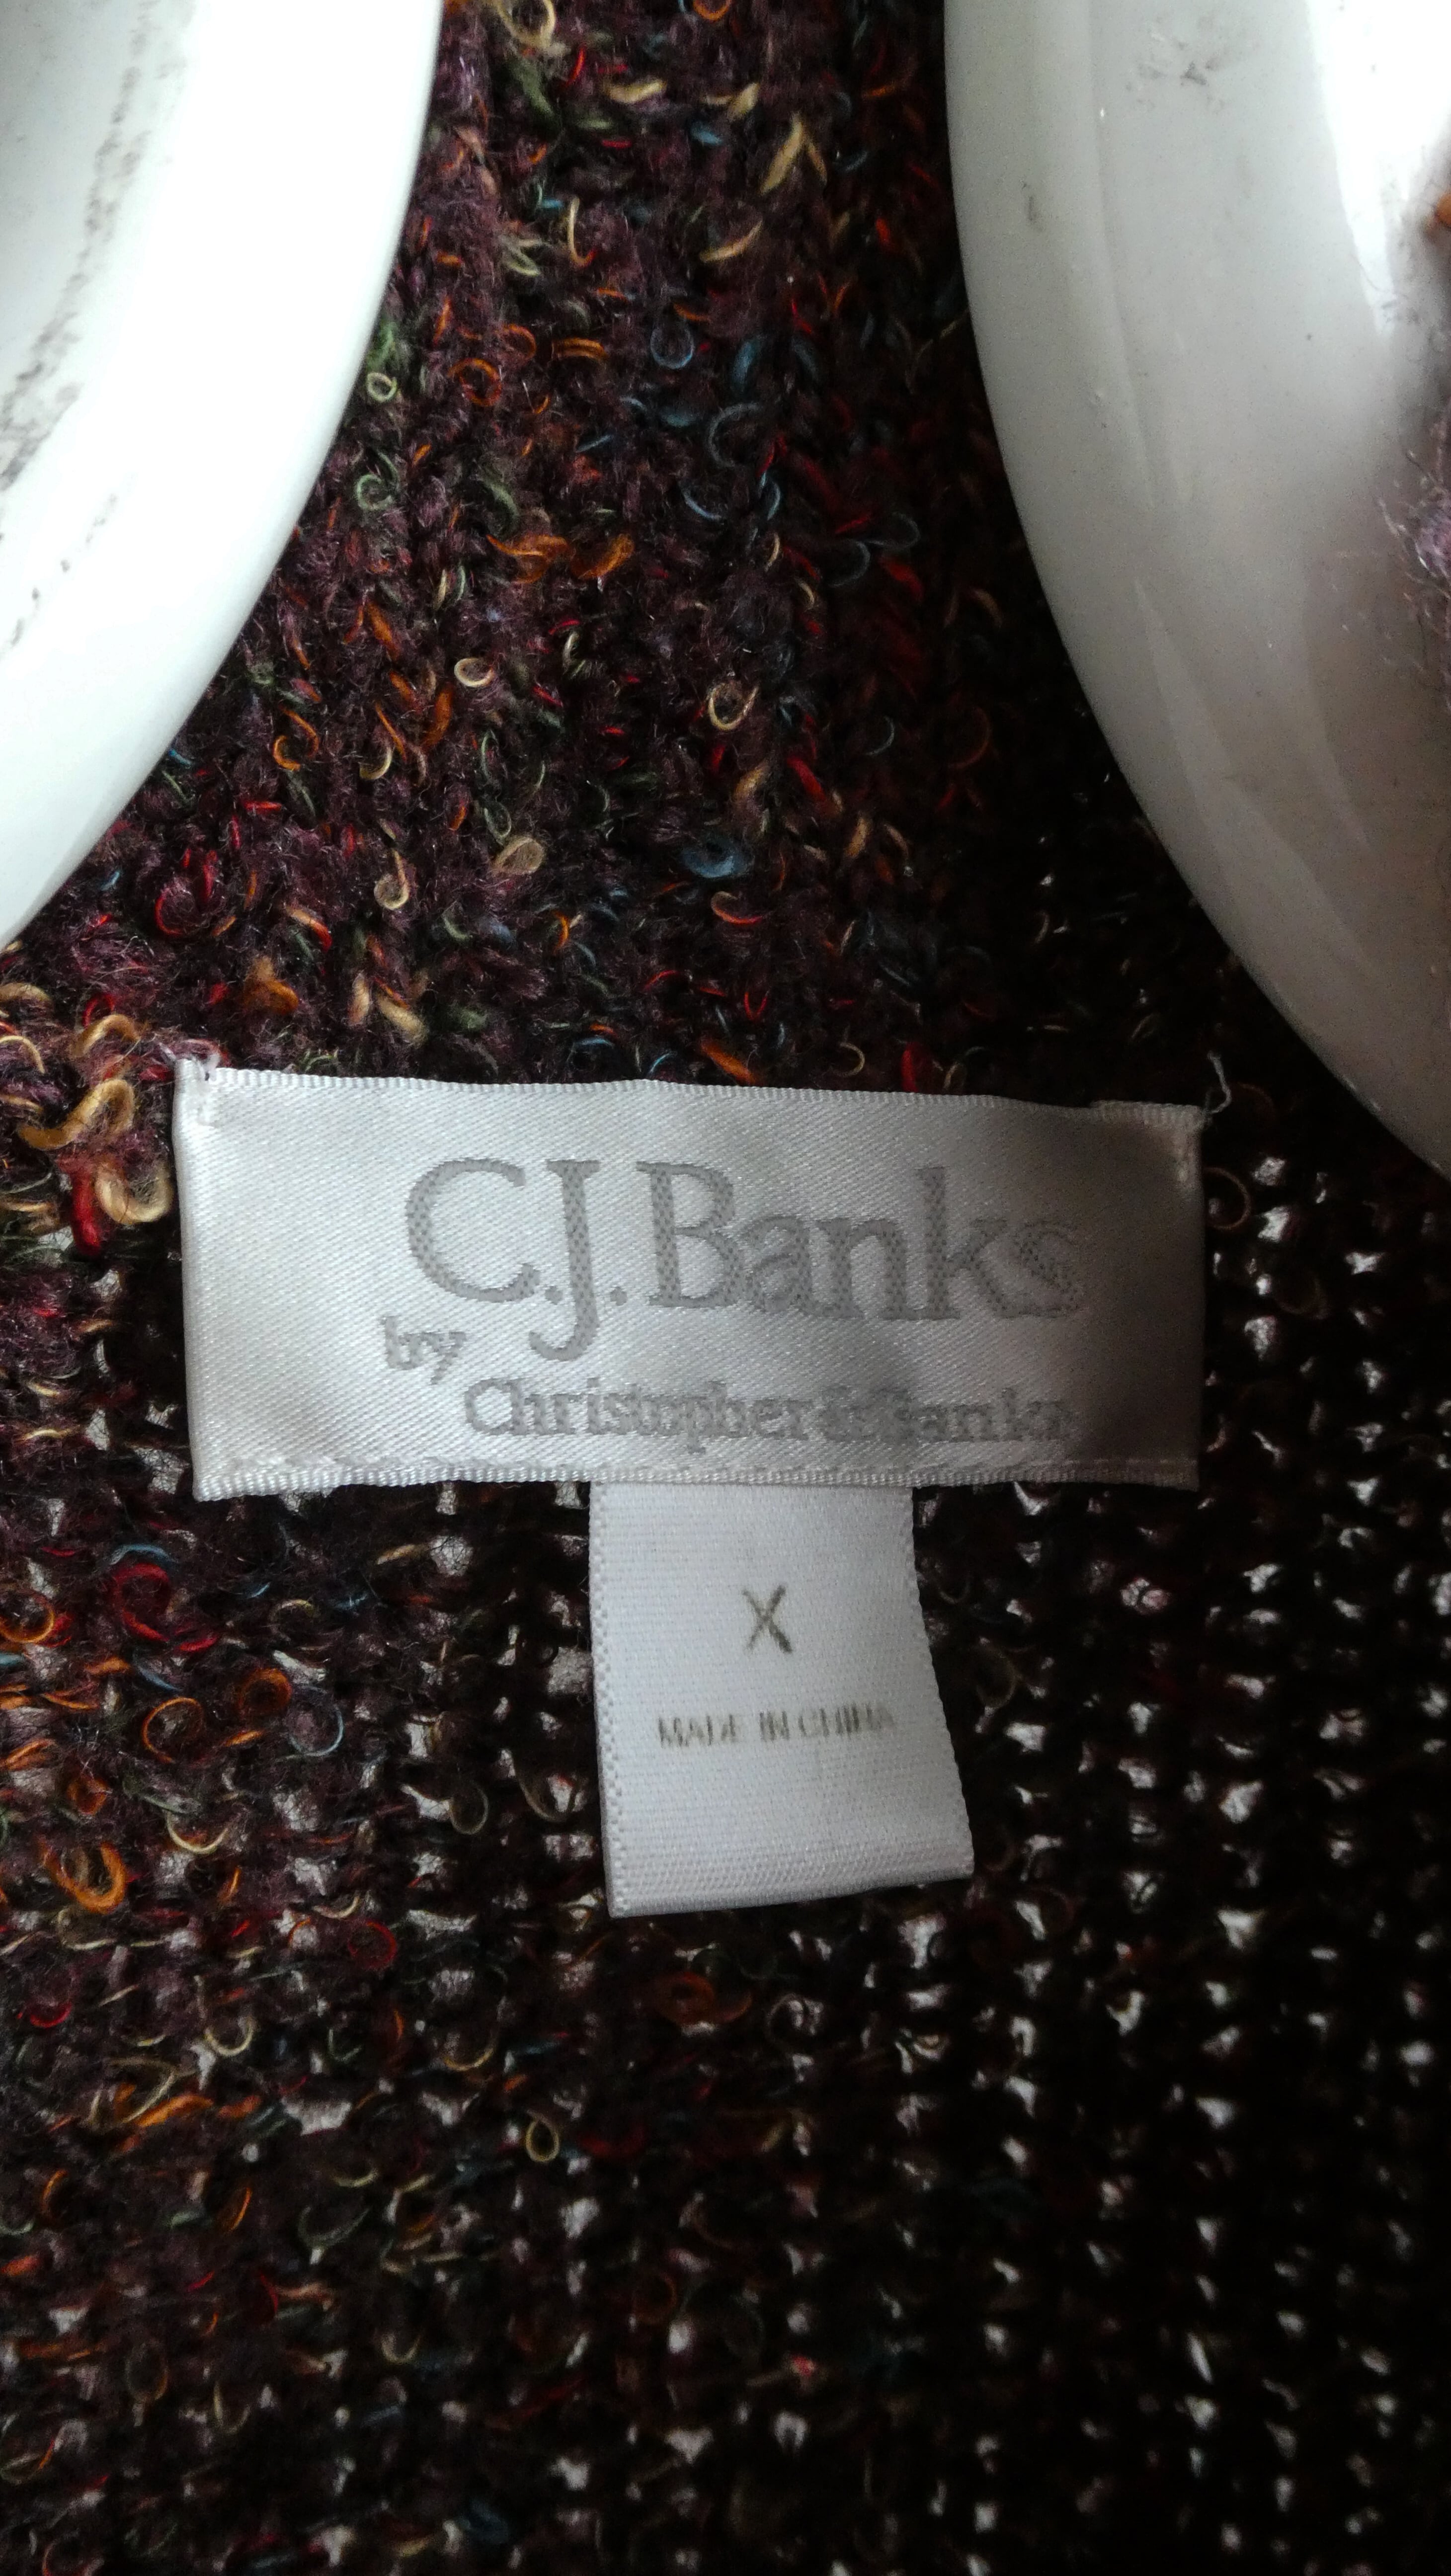 C.J. Banks
by
Christopher & Banks
X
MADE IN CHINA